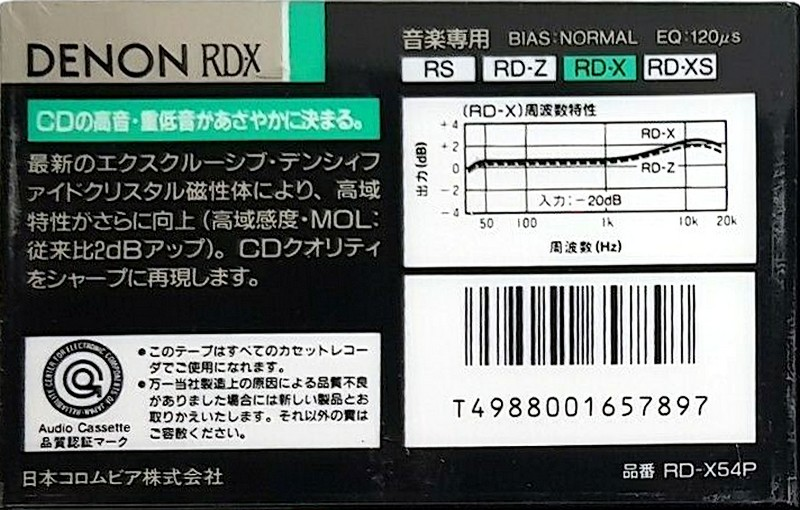 DENON RD-X
音楽専用 BIAS:NORMAL EQ:120μs
RS RD-Z RD-X RD-XS
CDの高音・重低音があざやかに決まる。
最新のエクスクルーシブ・デンシィフ
ァイドクリスタル磁性体により、高域
特性がさらに向上(高域感度・MOL:
従来比2dBアップ)。CDクオリティ
をシャープに再現します。
(RD-X)周波数特性
出力(dB)
+4
+2
0
-2
-4
RD-X
RD-Z
入力:-20dB
50 100 1k 10k 20k
周波数(Hz)
T4988001657897
RELIABILITY CENTER FOR ELECTRONIC COMPONENTS OF JAPAN
Audio Cassette
品質認証マーク
●このテープはすべてのカセットレコー
ダでご使用になれます。
●万一当社製造上の原因による品質不良
がありました場合には新しい製品とお
取りかえいたします。それ以外の責は
ご容赦ください。
日本コロムビア株式会社
品番 RD-X54P